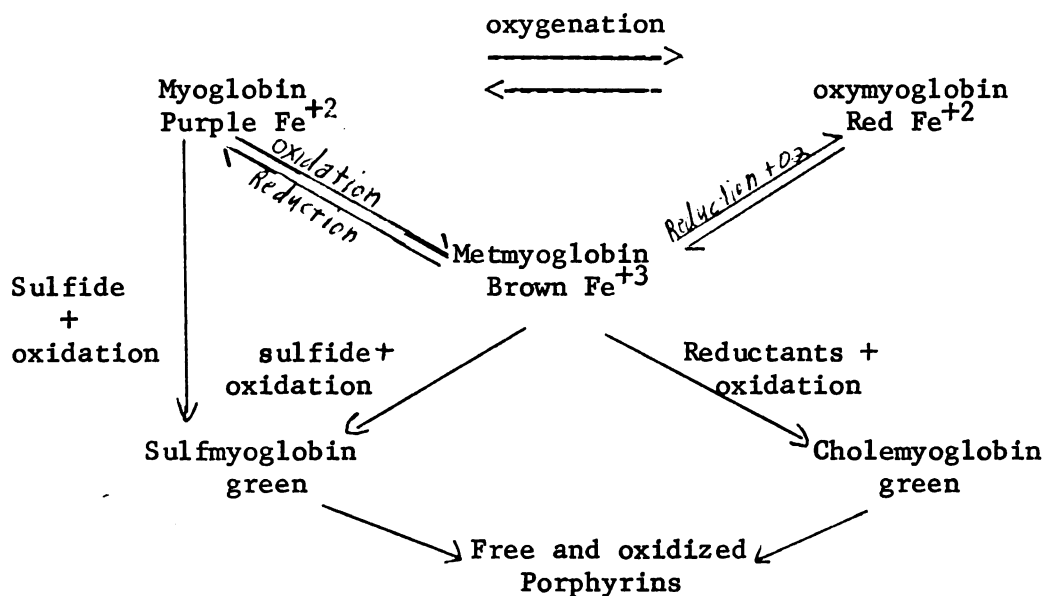 oxygenation
Myoglobin
Purple Fe+2
oxymyoglobin
Red Fe+2
oxidation
Reduction
Reduction + O2
Metmyoglobin
Brown Fe+3
Sulfide
+
oxidation
sulfide+
oxidation
Reductants +
oxidation
Sulfmyoglobin
green
Cholemyoglobin
green
Free and oxidized
Porphyrins